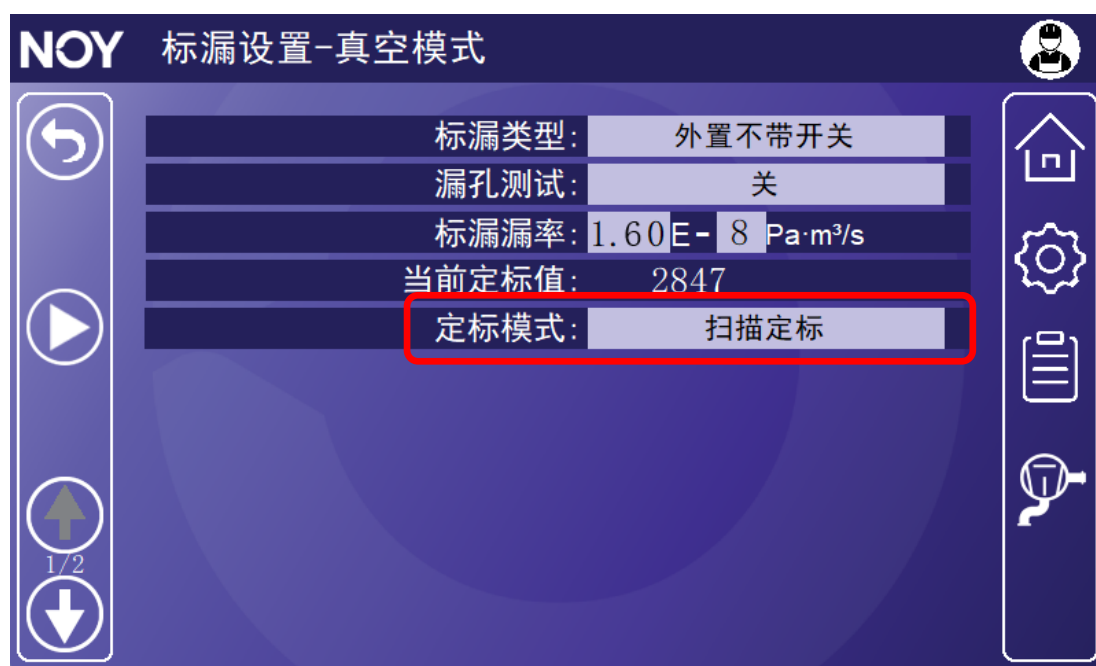 NOY 标漏设置-真空模式
标漏类型: 外置不带开关
漏孔测试: 关
标漏漏率: 1.60E- 8 Pa·m³/s
当前定标值: 2847
定标模式: 扫描定标
1/2